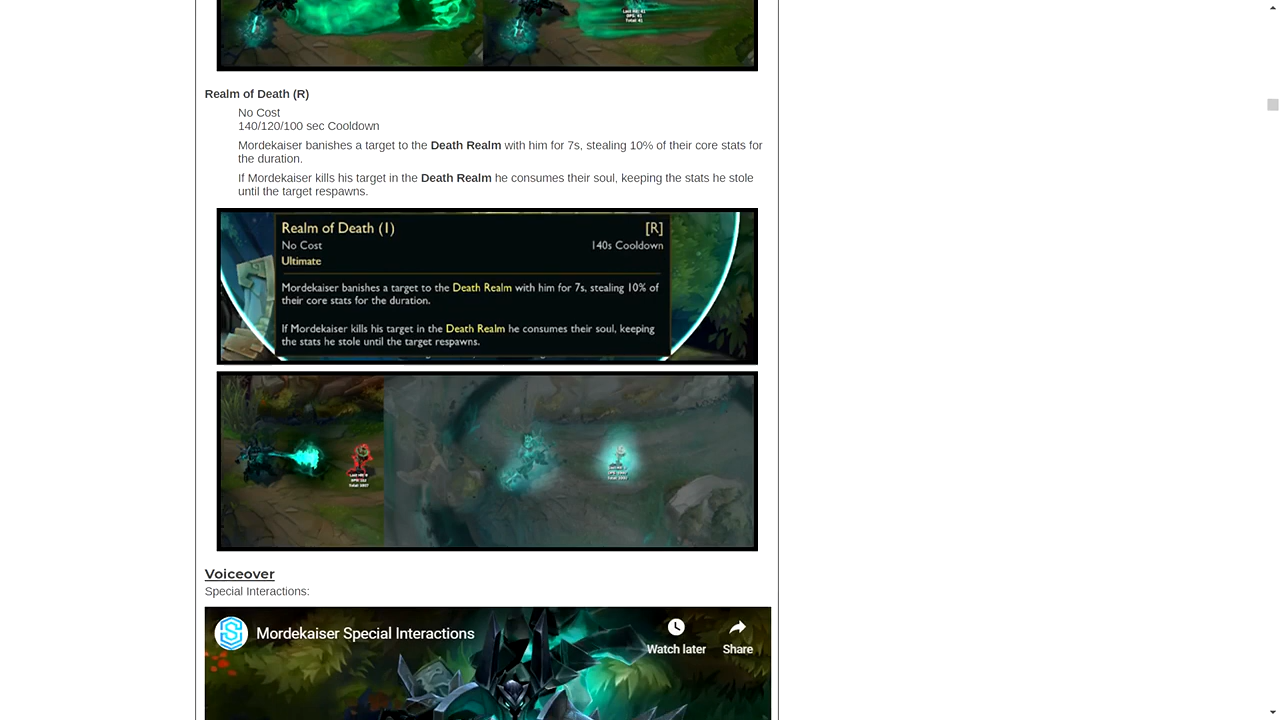 Realm of Death (R)
No Cost
140/120/100 sec Cooldown
Mordekaiser banishes a target to the Death Realm with him for 7s, stealing 10% of their core stats for
the duration.
If Mordekaiser kills his target in the Death Realm he consumes their soul, keeping the stats he stole
until the target respawns.
Realm of Death (1) [R]
No Cost 140s Cooldown
Ultimate
Mordekaiser banishes a target to the Death Realm with him for 7s, stealing 10% of
their core stats for the duration.
If Mordekaiser kills his target in the Death Realm he consumes their soul, keeping
the stats he stole until the target respawns.
Voiceover
Special Interactions:
Mordekaiser Special Interactions
Watch later Share